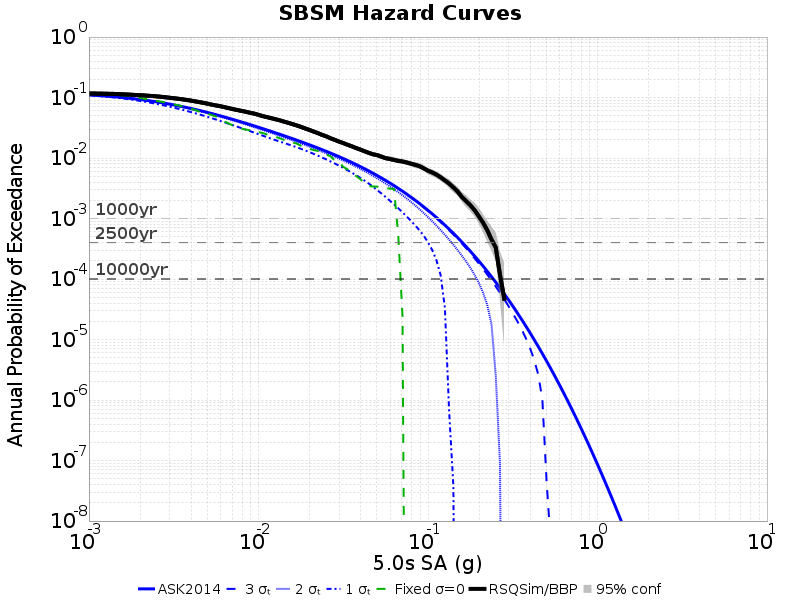 SBSM Hazard Curves
Annual Probability of Exceedance
10^0
10^-1
10^-2
10^-3
10^-4
10^-5
10^-6
10^-7
10^-8
1000yr
2500yr
10000yr
10^-3 10^-2 10^-1 10^0 10^1
5.0s SA (g)
ASK2014 3 σₜ 2 σₜ 1 σₜ Fixed σ=0 RSQSim/BBP 95% conf